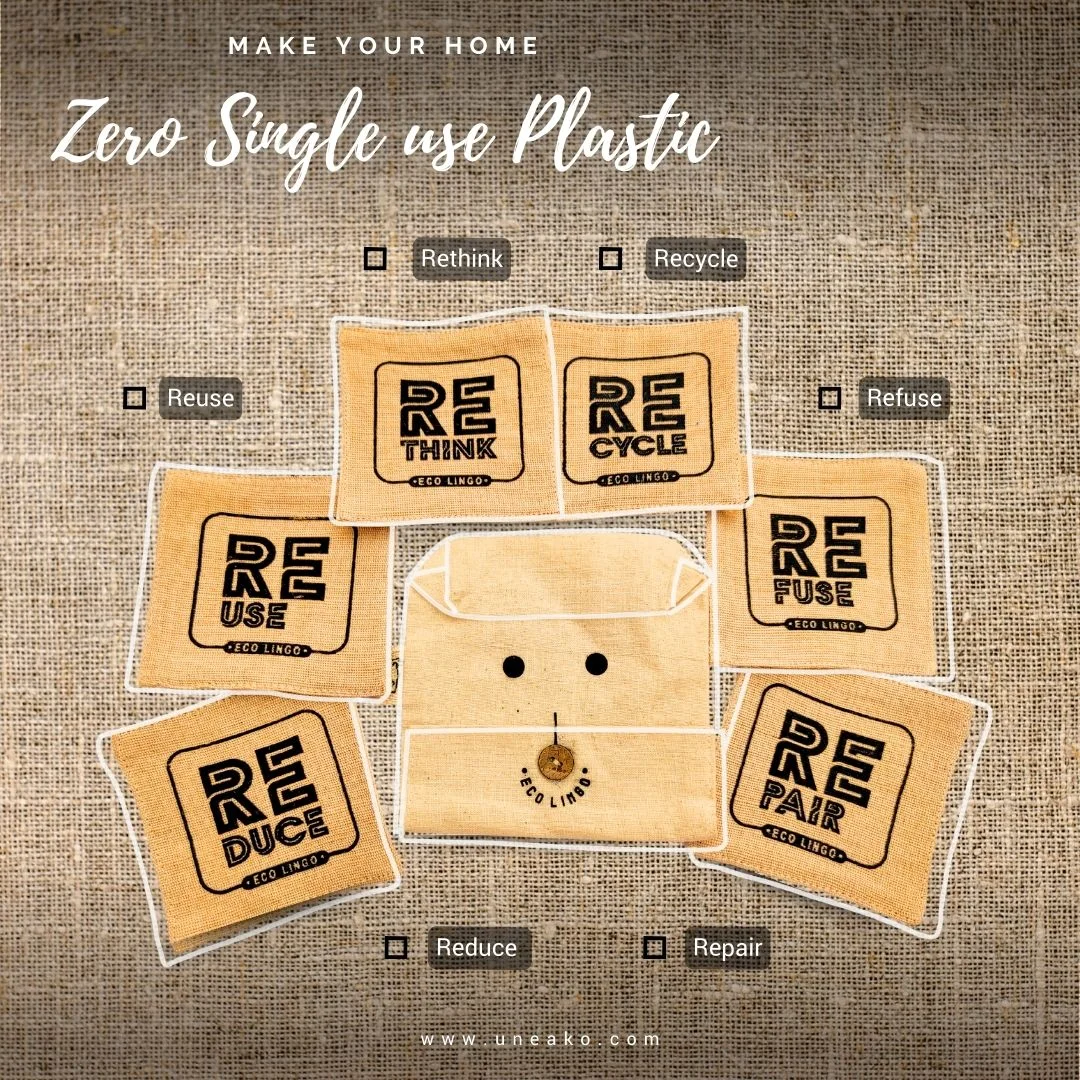 MAKE YOUR HOME
Zero Single use Plastic
Rethink
Recycle
Reuse
Refuse
RE
THINK
• ECO LINGO •
RE
CYCLE
• ECO LINGO •
RE
USE
• ECO LINGO •
RE
FUSE
• ECO LINGO •
RE
DUCE
• ECO LINGO •
• ECO LINGO •
RE
PAIR
• ECO LINGO •
Reduce
Repair
www.uneako.com